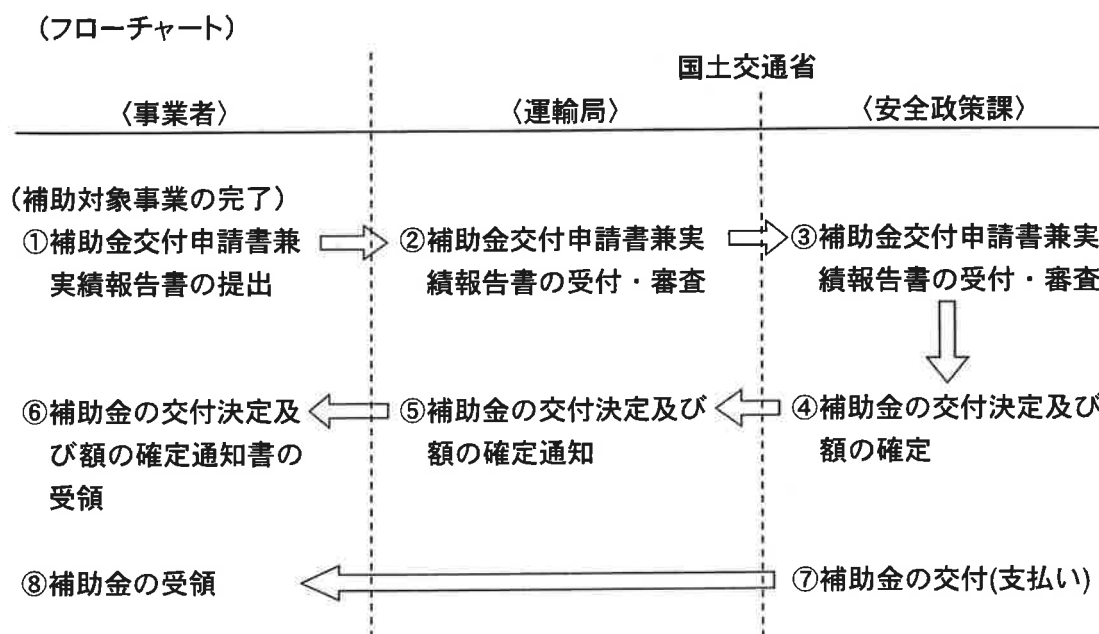 （フローチャート）
国土交通省
〈事業者〉
〈運輸局〉
〈安全政策課〉
（補助対象事業の完了）
①補助金交付申請書兼
実績報告書の提出
②補助金交付申請書兼実
績報告書の受付・審査
③補助金交付申請書兼実
績報告書の受付・審査
④補助金の交付決定及び
額の確定
⑤補助金の交付決定及び
額の確定通知
⑥補助金の交付決定及
び額の確定通知書の
受領
⑦補助金の交付(支払い)
⑧補助金の受領